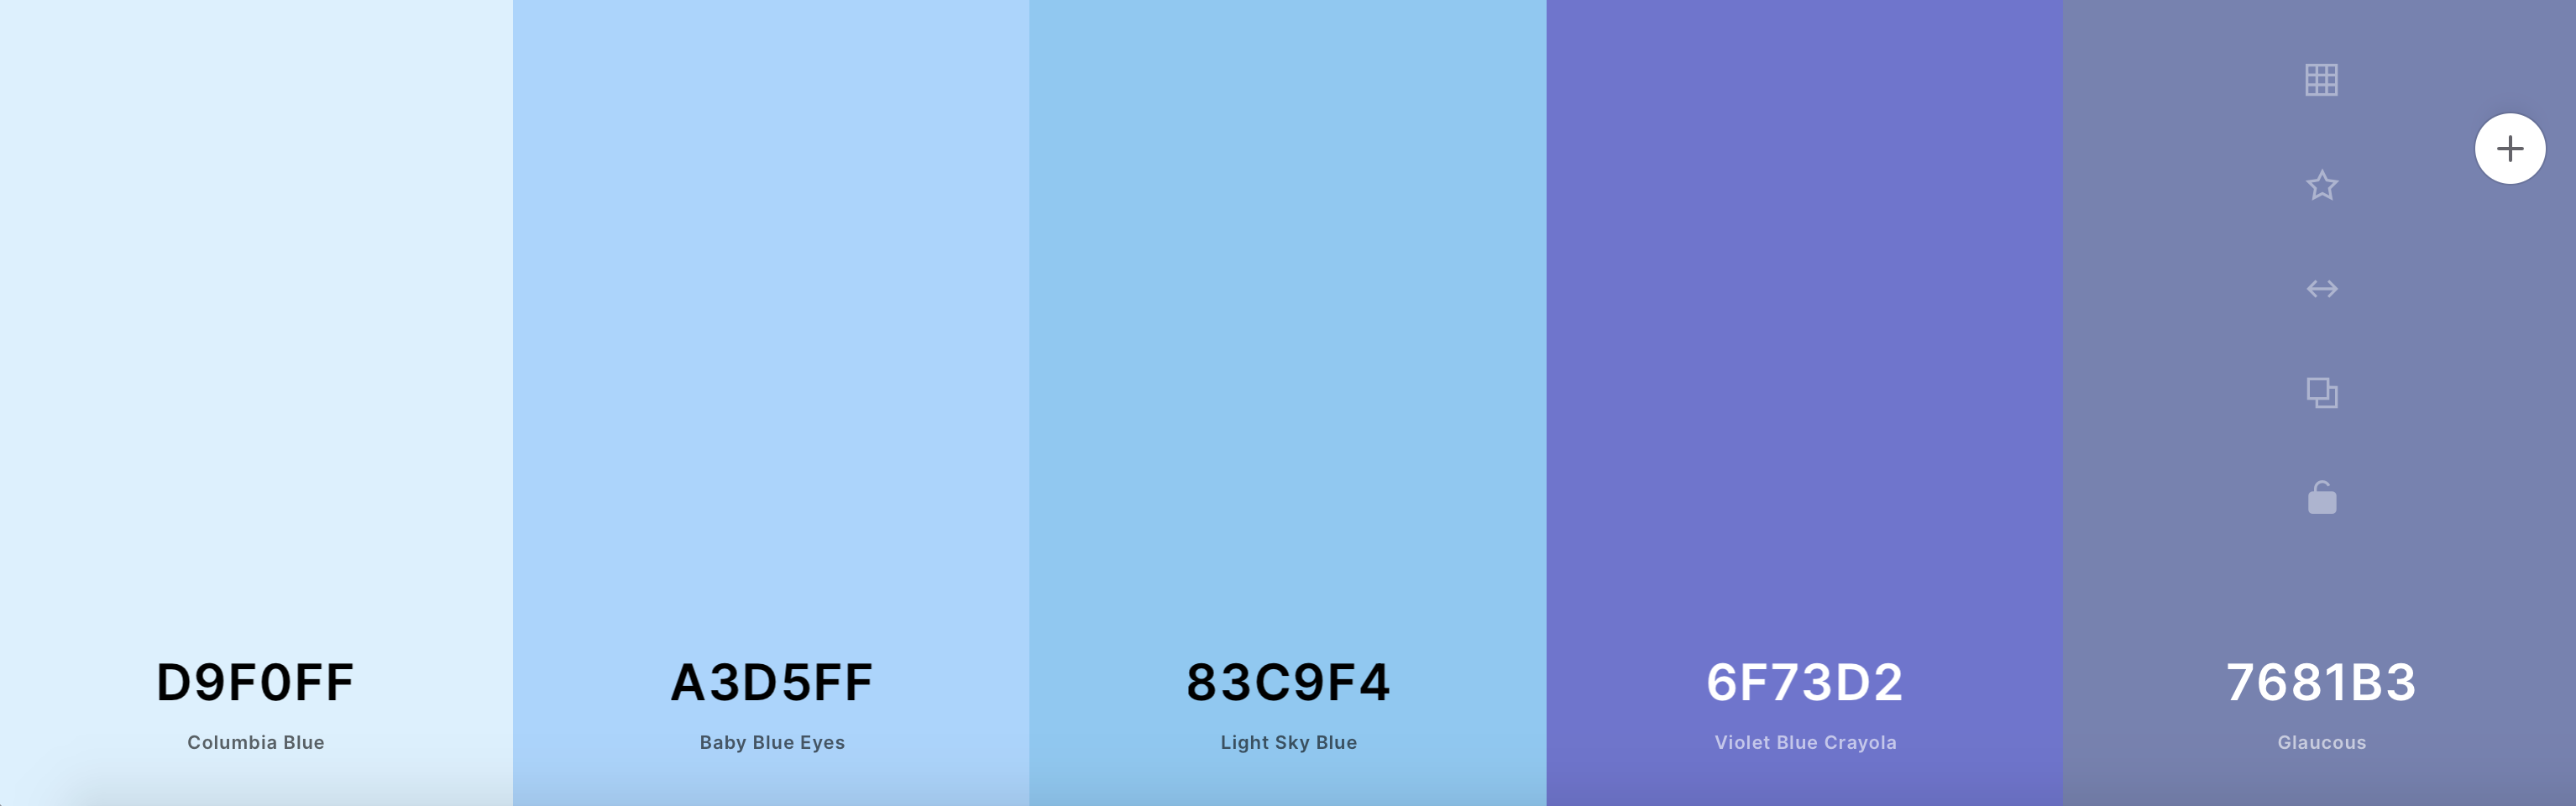 D9F0FF
Columbia Blue
A3D5FF
Baby Blue Eyes
83C9F4
Light Sky Blue
6F73D2
Violet Blue Crayola
7681B3
Glaucous